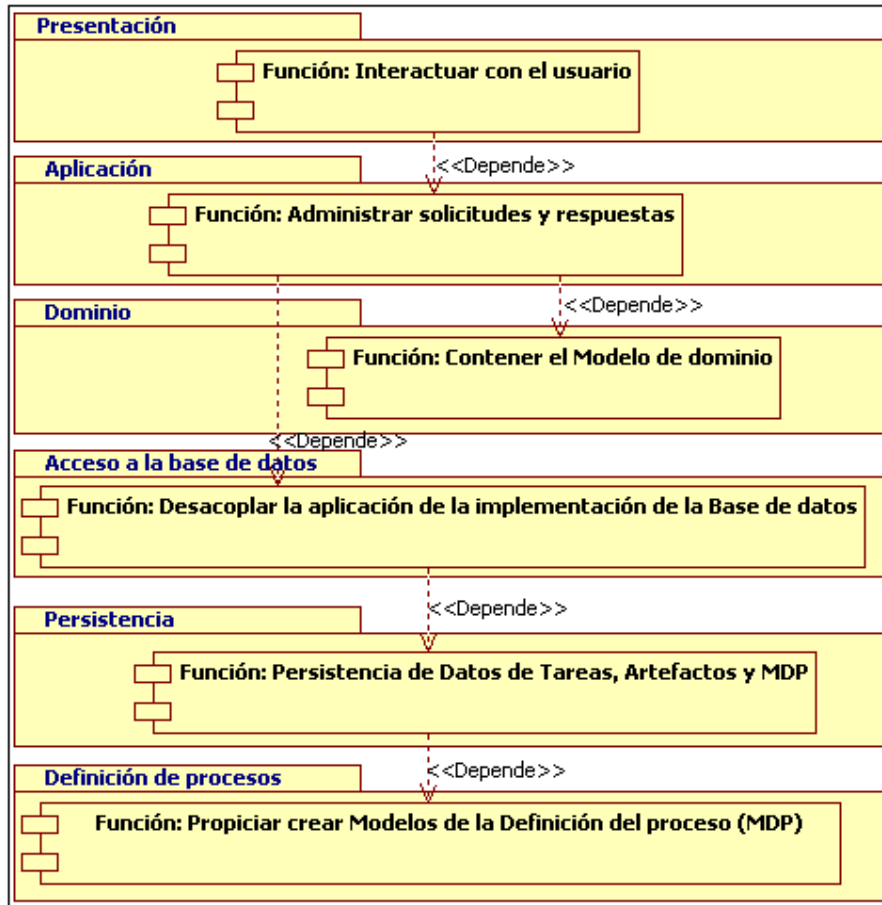 Presentación
Función: Interactuar con el usuario
<<Depende>>
Aplicación
Función: Administrar solicitudes y respuestas
<<Depende>>
Dominio
Función: Contener el Modelo de dominio
<<Depende>>
Acceso a la base de datos
Función: Desacoplar la aplicación de la implementación de la Base de datos
<<Depende>>
Persistencia
Función: Persistencia de Datos de Tareas, Artefactos y MDP
<<Depende>>
Definición de procesos
Función: Propiciar crear Modelos de la Definición del proceso (MDP)